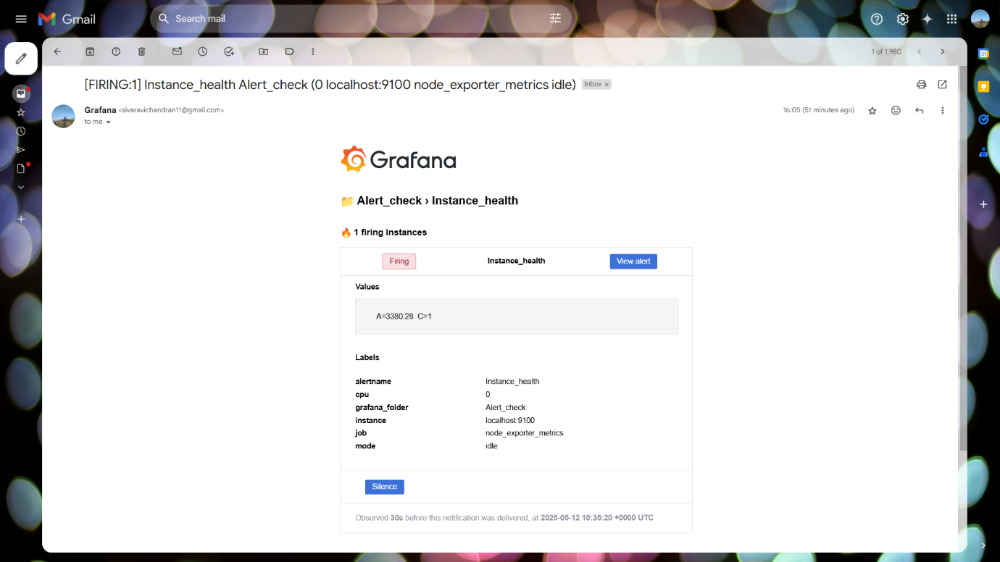 Gmail
Search mail
1 of 1,980
31
[FIRING:1] Instance_health Alert_check (0 localhost:9100 node_exporter_metrics idle)
Inbox ×
Grafana <sivaravichandran11@gmail.com>
16:05 (51 minutes ago)
to me
Grafana
Alert_check › Instance_health
1 firing instances
Firing
Instance_health
View alert
Values
A=3380.28 C=1
Labels
alertname Instance_health
cpu 0
grafana_folder Alert_check
instance localhost:9100
job node_exporter_metrics
mode idle
Silence
Observed 30s before this notification was delivered, at 2025-05-12 10:35:20 +0000 UTC